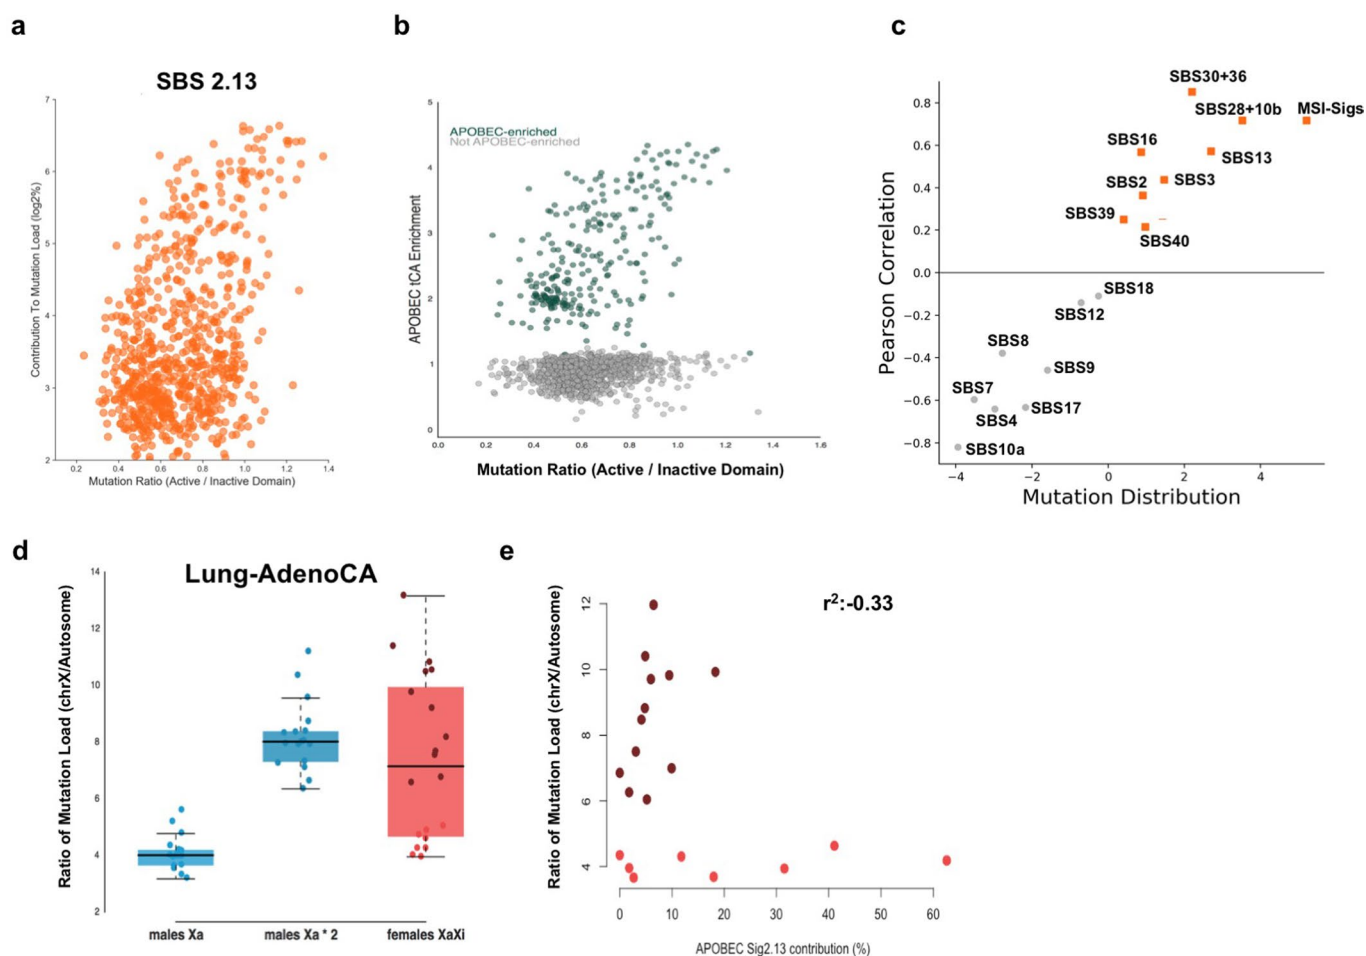 a
SBS 2.13
Contribution To Mutation Load (log2%)
7
6
5
4
3
2
0.2 0.4 0.6 0.8 1.0 1.2 1.4
Mutation Ratio (Active / Inactive Domain)
b
APOBEC-enriched
Not APOBEC-enriched
APOBEC tCA Enrichment
5
4
3
2
1
0
0.0 0.2 0.4 0.6 0.8 1.0 1.2 1.4 1.6
Mutation Ratio (Active / Inactive Domain)
c
Pearson Correlation
0.8
0.6
0.4
0.2
0.0
−0.2
−0.4
−0.6
−0.8
SBS30+36
SBS28+10b
MSI-Sigs
SBS16
SBS13
SBS2
SBS3
SBS39
SBS40
SBS18
SBS12
SBS8
SBS9
SBS7
SBS4
SBS17
SBS10a
−4 −2 0 2 4
Mutation Distribution
d
Lung-AdenoCA
Ratio of Mutation Load (chrX/Autosome)
14
12
10
8
6
4
2
males Xa
males Xa * 2
females XaXi
e
r²:-0.33
Ratio of Mutation Load (chrX/Autosome)
12
10
8
6
4
0 10 20 30 40 50 60
APOBEC Sig2.13 contribution (%)